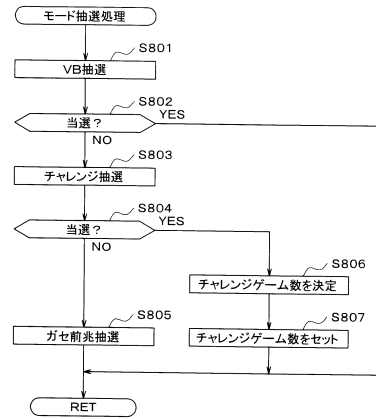 モード抽選処理
S801
VB抽選
S802
当選？
YES
NO
S803
チャレンジ抽選
S804
当選？
YES
NO
S806
チャレンジゲーム数を決定
S805
S807
ガセ前兆抽選
チャレンジゲーム数をセット
RET